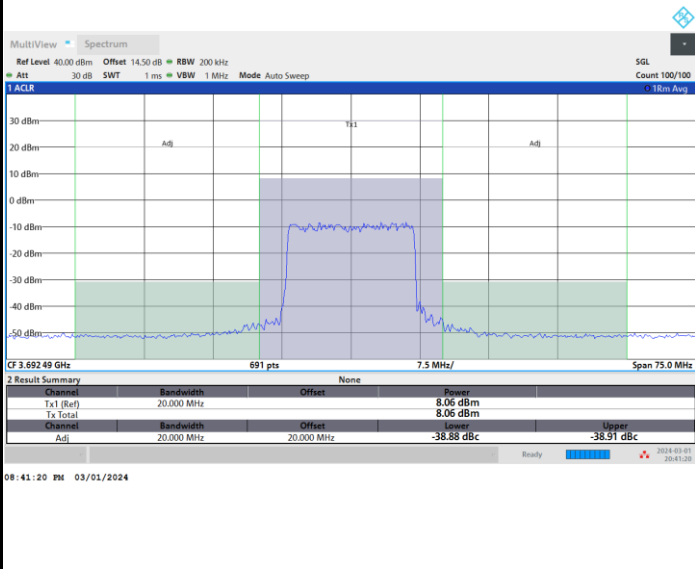 MultiView Spectrum
Ref Level 40.00 dBm Offset 14.50 dB RBW 200 kHz SGL
Att 30 dB SWT 1 ms VBW 1 MHz Mode Auto Sweep Count 100/100
1 ACLR 1Rm Avg
30 dBm
Tx1
20 dBm Adj Adj
10 dBm
0 dBm
-10 dBm
-20 dBm
-30 dBm
-40 dBm
-50 dBm
CF 3.692 49 GHz 691 pts 7.5 MHz/ Span 75.0 MHz
2 Result Summary None
Channel Bandwidth Offset Power
Tx1 (Ref) 20.000 MHz 8.06 dBm
Tx Total 8.06 dBm
Channel Bandwidth Offset Lower Upper
Adj 20.000 MHz 20.000 MHz -38.88 dBc -38.91 dBc
Ready 2024-03-01
20:41:20
08:41:20 PM 03/01/2024